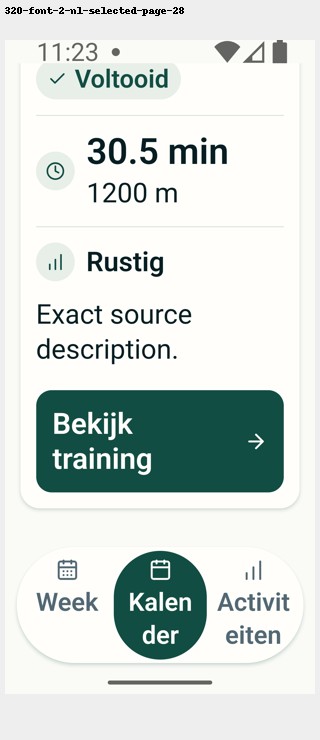 320-font-2-nl-selected-page-28
11:23
Voltooid
30.5 min
1200 m
Rustig
Exact source
description.
Bekijk
training
Week
Kalen
der
Activit
eiten